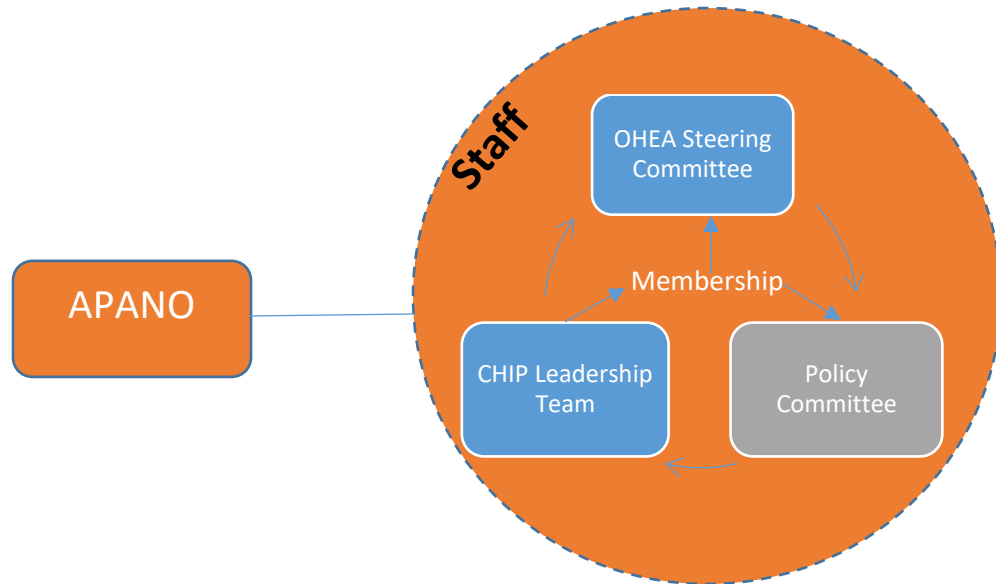 Staff
OHEA Steering
Committee
APANO
Membership
CHIP Leadership
Team
Policy
Committee